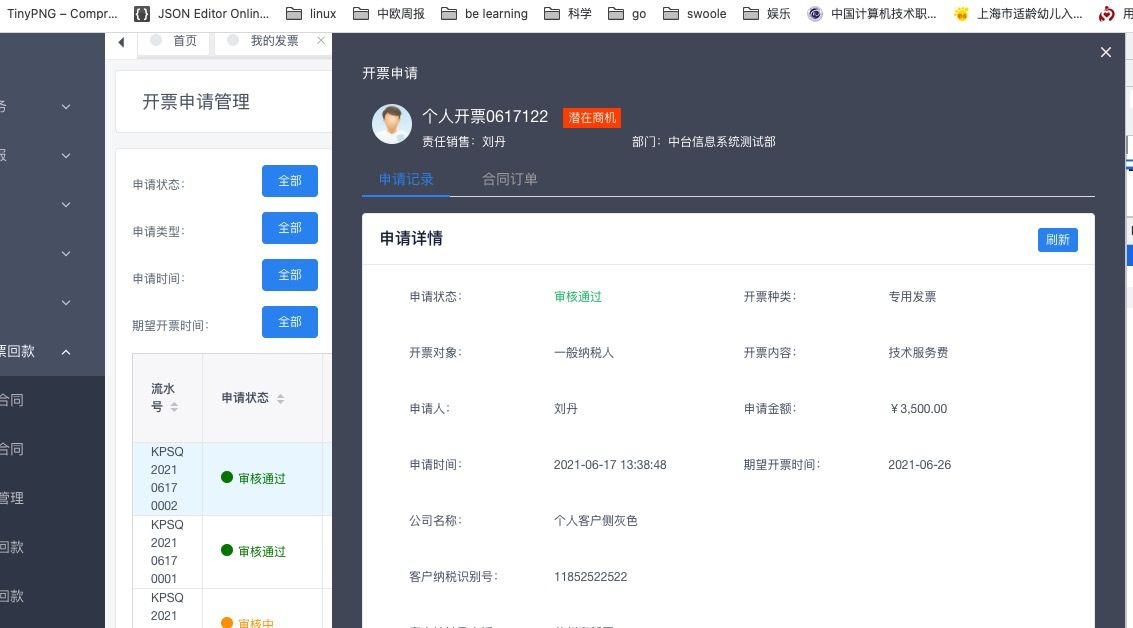 TinyPNG – Compr...
JSON Editor Onlin...
linux
中欧周报
be learning
科学
go
swoole
娱乐
中国计算机技术职...
上海市适龄幼儿入...
用
首页
我的发票
务
报
票回款
合同
合同
管理
回款
回款
开票申请管理
申请状态:
全部
申请类型:
全部
申请时间:
全部
期望开票时间:
全部
流水
号
申请状态
KPSQ
2021
0617
0002
审核通过
KPSQ
2021
0617
0001
审核通过
KPSQ
2021
审核中
开票申请
个人开票0617122
潜在商机
责任销售: 刘丹
部门: 中台信息系统测试部
申请记录
合同订单
申请详情
刷新
申请状态:
审核通过
开票种类:
专用发票
开票对象:
一般纳税人
开票内容:
技术服务费
申请人:
刘丹
申请金额:
¥3,500.00
申请时间:
2021-06-17 13:38:48
期望开票时间:
2021-06-26
公司名称:
个人客户侧灰色
客户纳税识别号:
11852522522